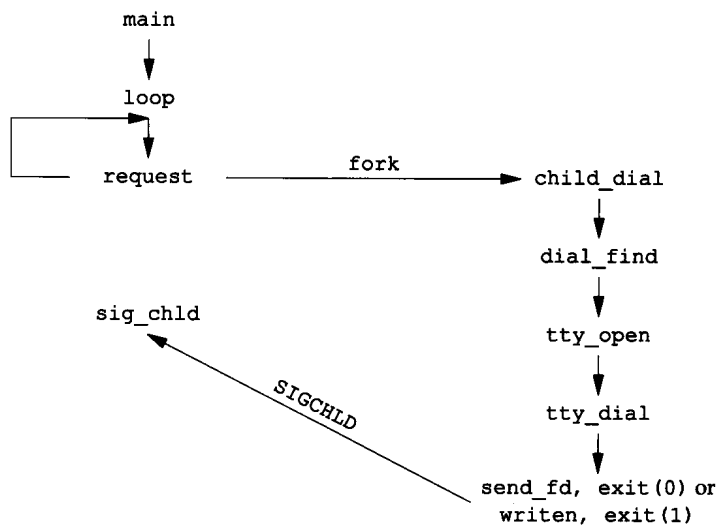 main
loop
request
fork
child_dial
dial_find
sig_chld
tty_open
SIGCHLD
tty_dial
send_fd, exit(0) or
writen, exit(1)